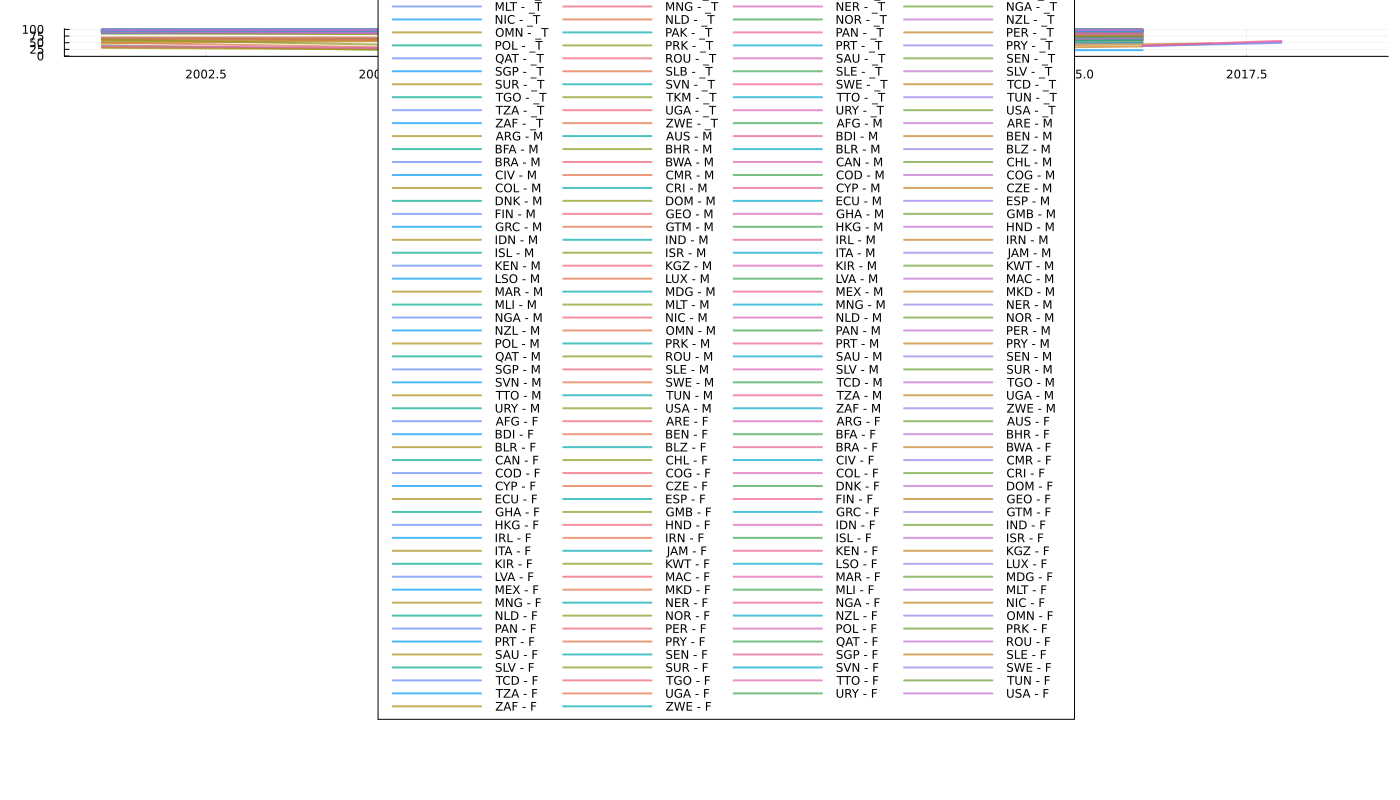 MLT - _T MNG - _T NER - _T NGA - _T
NIC - _T NLD - _T NOR - _T NZL - _T
OMN - _T PAK - _T PAN - _T PER - _T
POL - _T PRK - _T PRT - _T PRY - _T
QAT - _T ROU - _T SAU - _T SEN - _T
SGP - _T SLB - _T SLE - _T SLV - _T
SUR - _T SVN - _T SWE - _T TCD - _T
TGO - _T TKM - _T TTO - _T TUN - _T
TZA - _T UGA - _T URY - _T USA - _T
ZAF - _T ZWE - _T AFG - M ARE - M
ARG - M AUS - M BDI - M BEN - M
BFA - M BHR - M BLR - M BLZ - M
BRA - M BWA - M CAN - M CHL - M
CIV - M CMR - M COD - M COG - M
COL - M CRI - M CYP - M CZE - M
DNK - M DOM - M ECU - M ESP - M
FIN - M GEO - M GHA - M GMB - M
GRC - M GTM - M HKG - M HND - M
IDN - M IND - M IRL - M IRN - M
ISL - M ISR - M ITA - M JAM - M
KEN - M KGZ - M KIR - M KWT - M
LSO - M LUX - M LVA - M MAC - M
MAR - M MDG - M MEX - M MKD - M
MLI - M MLT - M MNG - M NER - M
NGA - M NIC - M NLD - M NOR - M
NZL - M OMN - M PAN - M PER - M
POL - M PRK - M PRT - M PRY - M
QAT - M ROU - M SAU - M SEN - M
SGP - M SLE - M SLV - M SUR - M
SVN - M SWE - M TCD - M TGO - M
TTO - M TUN - M TZA - M UGA - M
URY - M USA - M ZAF - M ZWE - M
AFG - F ARE - F ARG - F AUS - F
BDI - F BEN - F BFA - F BHR - F
BLR - F BLZ - F BRA - F BWA - F
CAN - F CHL - F CIV - F CMR - F
COD - F COG - F COL - F CRI - F
CYP - F CZE - F DNK - F DOM - F
ECU - F ESP - F FIN - F GEO - F
GHA - F GMB - F GRC - F GTM - F
HKG - F HND - F IDN - F IND - F
IRL - F IRN - F ISL - F ISR - F
ITA - F JAM - F KEN - F KGZ - F
KIR - F KWT - F LSO - F LUX - F
LVA - F MAC - F MAR - F MDG - F
MEX - F MKD - F MLI - F MLT - F
MNG - F NER - F NGA - F NIC - F
NLD - F NOR - F NZL - F OMN - F
PAN - F PER - F POL - F PRK - F
PRT - F PRY - F QAT - F ROU - F
SAU - F SEN - F SGP - F SLE - F
SLV - F SUR - F SVN - F SWE - F
TCD - F TGO - F TTO - F TUN - F
TZA - F UGA - F URY - F USA - F
ZAF - F ZWE - F
100
75
50
25
0
2002.5 200 5.0 2017.5